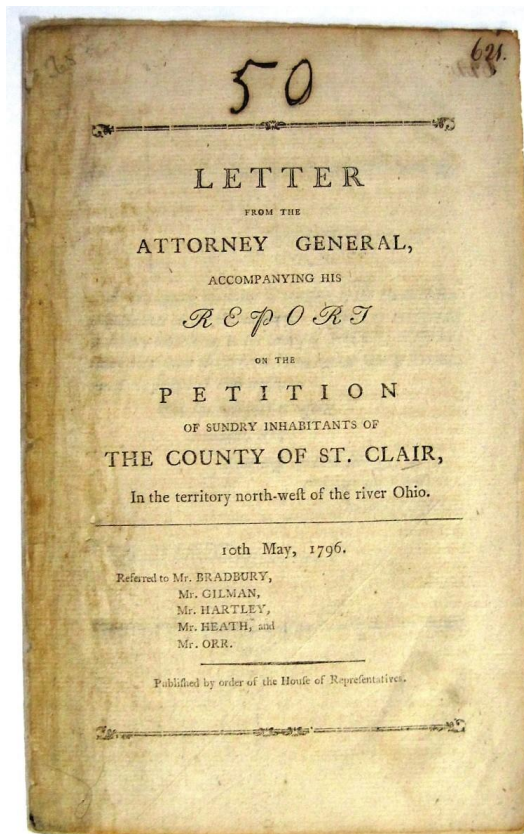 50
621.
LETTER
FROM THE
ATTORNEY GENERAL,
ACCOMPANYING HIS
REPORT
ON THE
PETITION
OF SUNDRY INHABITANTS OF
THE COUNTY OF ST. CLAIR,
In the territory north-weſt of the river Ohio.
10th May, 1796.
Referred to Mr. BRADBURY,
Mr. GILMAN,
Mr. HARTLEY,
Mr. HEATH, and
Mr. ORR.
Publiſhed by order of the Houſe of Repreſentatives.